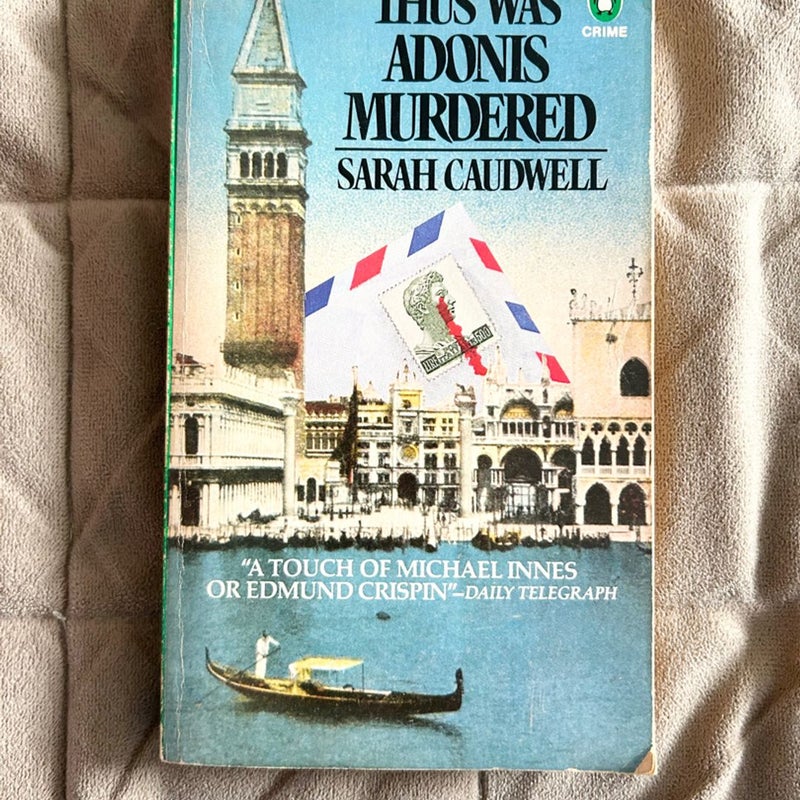 THUS WAS
CRIME
ADONIS
MURDERED
SARAH CAUDWELL
"A TOUCH OF MICHAEL INNES
OR EDMUND CRISPIN"–DAILY TELEGRAPH